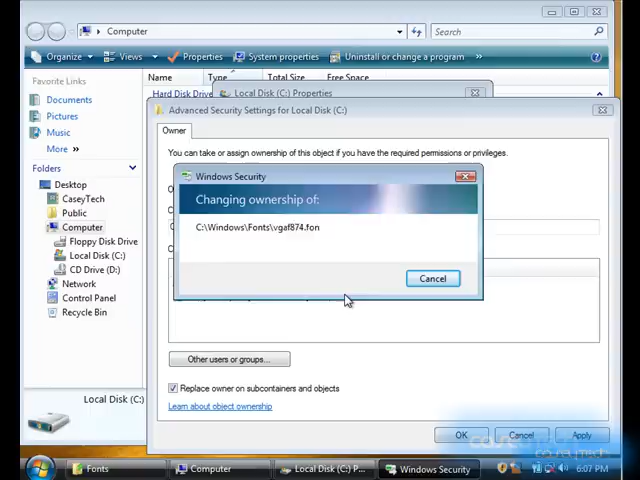 Computer
Search
Organize
Views
Properties
System properties
Uninstall or change a program
»
?
Favorite Links
Documents
Pictures
Music
More »
Folders
Desktop
CaseyTech
Public
Computer
Floppy Disk Drive
Local Disk (C:)
CD Drive (D:)
Network
Control Panel
Recycle Bin
Name Type Total Size Free Space
Hard Disk Drive
Local Disk (C:) Properties
Advanced Security Settings for Local Disk (C:)
Owner
You can take or assign ownership of this object if you have the required permissions or privileges.
Windows Security
Changing ownership of:
C:\Windows\Fonts\vgaf874.fon
Cancel
Other users or groups...
Replace owner on subcontainers and objects
Learn about object ownership
OK Cancel Apply
Local Disk (C:)
Fonts
Computer
Local Disk (C:) P...
Windows Security
6:07 PM